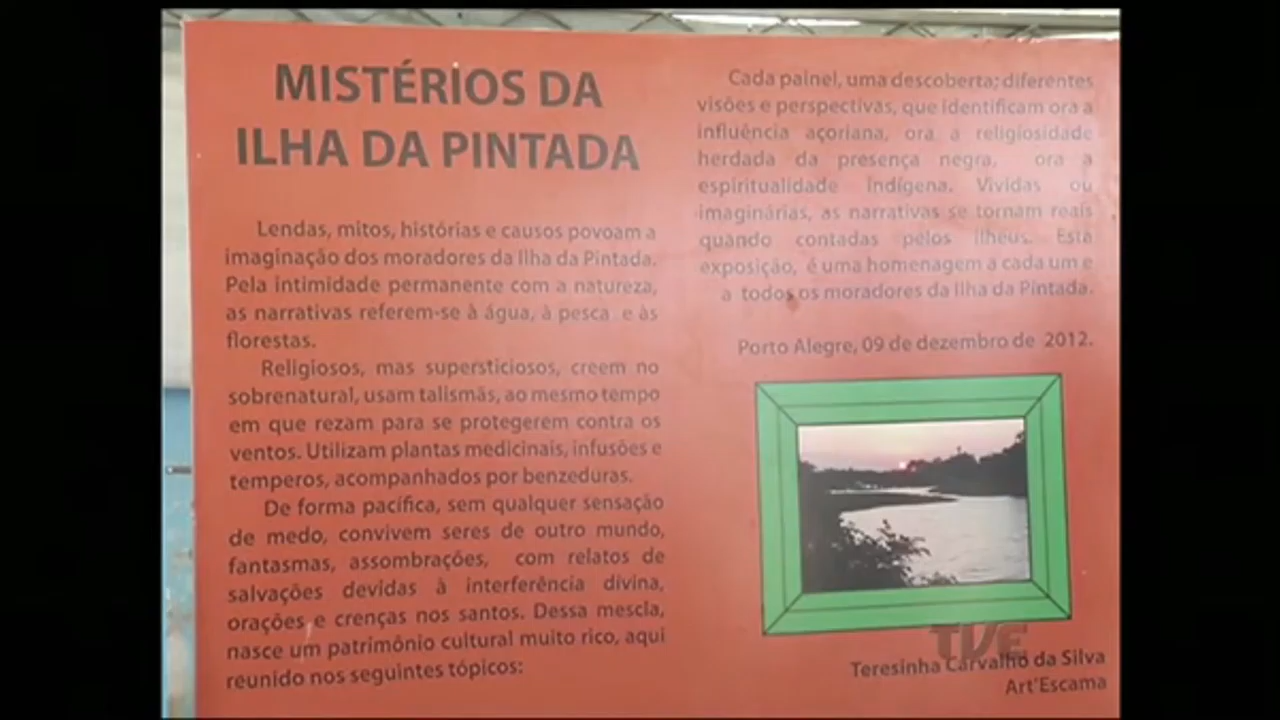 MISTÉRIOS DA
ILHA DA PINTADA
Lendas, mitos, histórias e causos povoam a
imaginação dos moradores da Ilha da Pintada.
Pela intimidade permanente com a natureza,
as narrativas referem-se à água, à pesca e às
florestas.
Religiosos, mas supersticiosos, creem no
sobrenatural, usam talismãs, ao mesmo tempo
em que rezam para se protegerem contra os
ventos. Utilizam plantas medicinais, infusões e
temperos, acompanhados por benzeduras.
De forma pacífica, sem qualquer sensação
de medo, convivem seres de outro mundo,
fantasmas, assombrações, com relatos de
salvações devidas à interferência divina,
orações e crenças nos santos. Dessa mescla,
nasce um patrimônio cultural muito rico, aqui
reunido nos seguintes tópicos:
Cada painel, uma descoberta; diferentes
visões e perspectivas, que identificam ora a
influência açoriana, ora a religiosidade
herdada da presença negra, ora a
espiritualidade indígena. Vividas ou
imaginárias, as narrativas se tornam reais
quando contadas pelos ilhéus. Esta
exposição, é uma homenagem a cada um e
a todos os moradores da Ilha da Pintada.
Porto Alegre, 09 de dezembro de 2012.
TVE
Teresinha Carvalho da Silva
Art'Escama